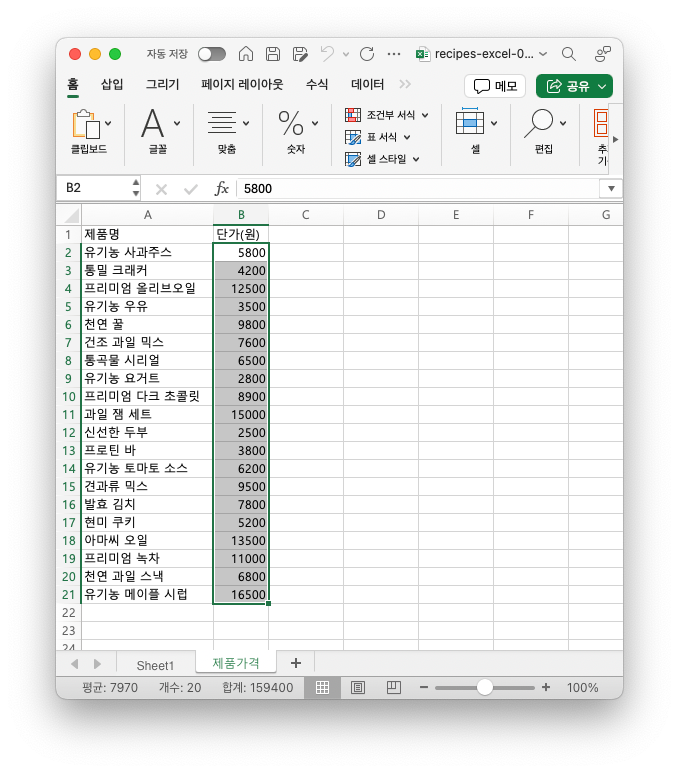 자동 저장 ··· recipes-excel-0...
홈 삽입 그리기 페이지 레이아웃 수식 데이터 >> 메모 공유
클립보드 글꼴 맞춤 % 숫자 조건부 서식 표 서식 셀 스타일 셀 편집 추
B2 fx 5800
A B C D E F G
1 제품명 단가(원)
2 유기농 사과주스 5800
3 통밀 크래커 4200
4 프리미엄 올리브오일 12500
5 유기농 우유 3500
6 천연 꿀 9800
7 건조 과일 믹스 7600
8 통곡물 시리얼 6500
9 유기농 요거트 2800
10 프리미엄 다크 초콜릿 8900
11 과일 잼 세트 15000
12 신선한 두부 2500
13 프로틴 바 3800
14 유기농 토마토 소스 6200
15 견과류 믹스 9500
16 발효 김치 7800
17 현미 쿠키 5200
18 아마씨 오일 13500
19 프리미엄 녹차 11000
20 천연 과일 스낵 6800
21 유기농 메이플 시럽 16500
22
23
24
Sheet1 제품가격 +
평균: 7970 개수: 20 합계: 159400 − + 100%